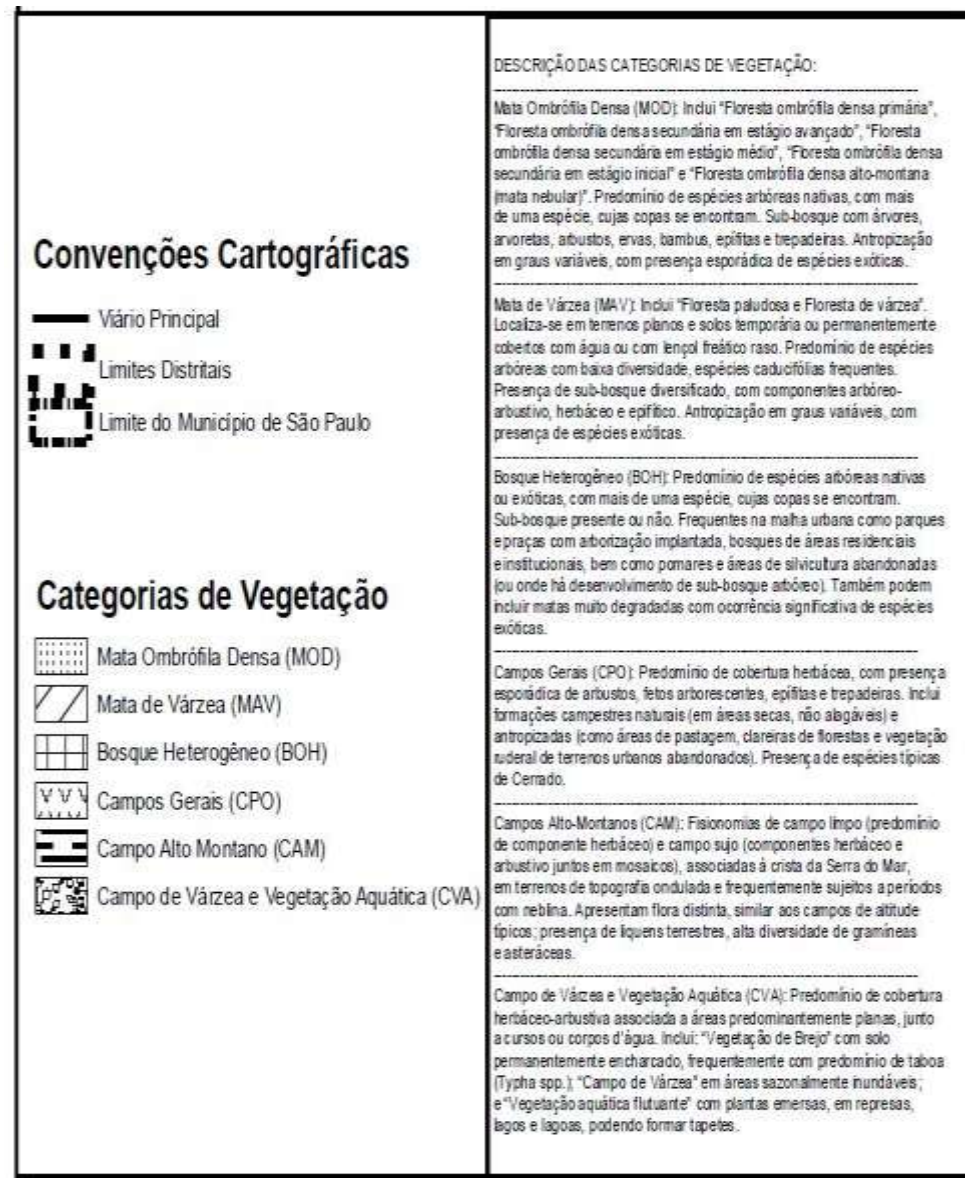 Convenções Cartográficas
Viário Principal
Limites Distritais
Limite do Município de São Paulo
Categorias de Vegetação
Mata Ombrófila Densa (MOD)
Mata de Várzea (MAV)
Bosque Heterogêneo (BOH)
Campos Gerais (CPO)
Campo Alto Montano (CAM)
Campo de Várzea e Vegetação Aquática (CVA)
DESCRIÇÃO DAS CATEGORIAS DE VEGETAÇÃO:
Mata Ombrófila Densa (MOD): Inclui “Floresta ombrófila densa primária”,
“Floresta ombrófila densa secundária em estágio avançado”, “Floresta
ombrófila densa secundária em estágio médio”, “Floresta ombrófila densa
secundária em estágio inicial” e “Floresta ombrófila densa alto-montana
(mata nebular)”. Predomínio de espécies arbóreas nativas, com mais
de uma espécie, cujas copas se encontram. Sub-bosque com árvores,
arvoretas, arbustos, ervas, bambus, epífitas e trepadeiras. Antropização
em graus variáveis, com presença esporádica de espécies exóticas.
Mata de Várzea (MAV): Inclui “Floresta paludosa e Floresta de várzea”.
Localiza-se em terrenos planos e solos temporária ou permanentemente
cobertos com água ou com lençol freático raso. Predomínio de espécies
arbóreas com baixa diversidade, espécies caducifólias frequentes.
Presença de sub-bosque diversificado, com componentes arbóreo-
arbustivo, herbáceo e epifítico. Antropização em graus variáveis, com
presença de espécies exóticas.
Bosque Heterogêneo (BOH): Predomínio de espécies arbóreas nativas
ou exóticas, com mais de uma espécie, cujas copas se encontram.
Sub-bosque presente ou não. Frequentes na malha urbana como parques
e praças com arborização implantada, bosques de áreas residenciais
e institucionais, bem como pomares e áreas de silvicultura abandonadas
(ou onde há desenvolvimento de sub-bosque arbóreo). Também podem
incluir matas muito degradadas com ocorrência significativa de espécies
exóticas.
Campos Gerais (CPO): Predomínio de cobertura herbácea, com presença
esporádica de arbustos, fetos arborescentes, epífitas e trepadeiras. Inclui
formações campestres naturais (em áreas secas, não alagáveis) e
antropizadas (como áreas de pastagem, clareiras de florestas e vegetação
ruderal de terrenos urbanos abandonados). Presença de espécies típicas
de Cerrado.
Campos Alto-Montanos (CAM): Fisionomias de campo limpo (predomínio
de componente herbáceo) e campo sujo (componentes herbáceo e
arbustivo juntos em mosaicos), associadas á crista da Serra do Mar,
em terrenos de topografia ondulada e frequentemente sujeitos a períodos
com neblina. Apresentam flora distinta, similar aos campos de altitude
típicos; presença de líquens terrestres, alta diversidade de gramíneas
e asteráceas.
Campo de Várzea e Vegetação Aquática (CVA): Predomínio de cobertura
herbáceo-arbustiva associada a áreas predominantemente planas, junto
a cursos ou corpos d’água. Inclui: “Vegetação de Brejo” com solo
permanentemente encharcado, frequentemente com predomínio de taboa
(Typha spp.); “Campo de Várzea” em áreas sazonalmente inundáveis;
e “Vegetação aquática flutuante” com plantas emersas, em represas,
lagos e lagoas, podendo formar tapetes.